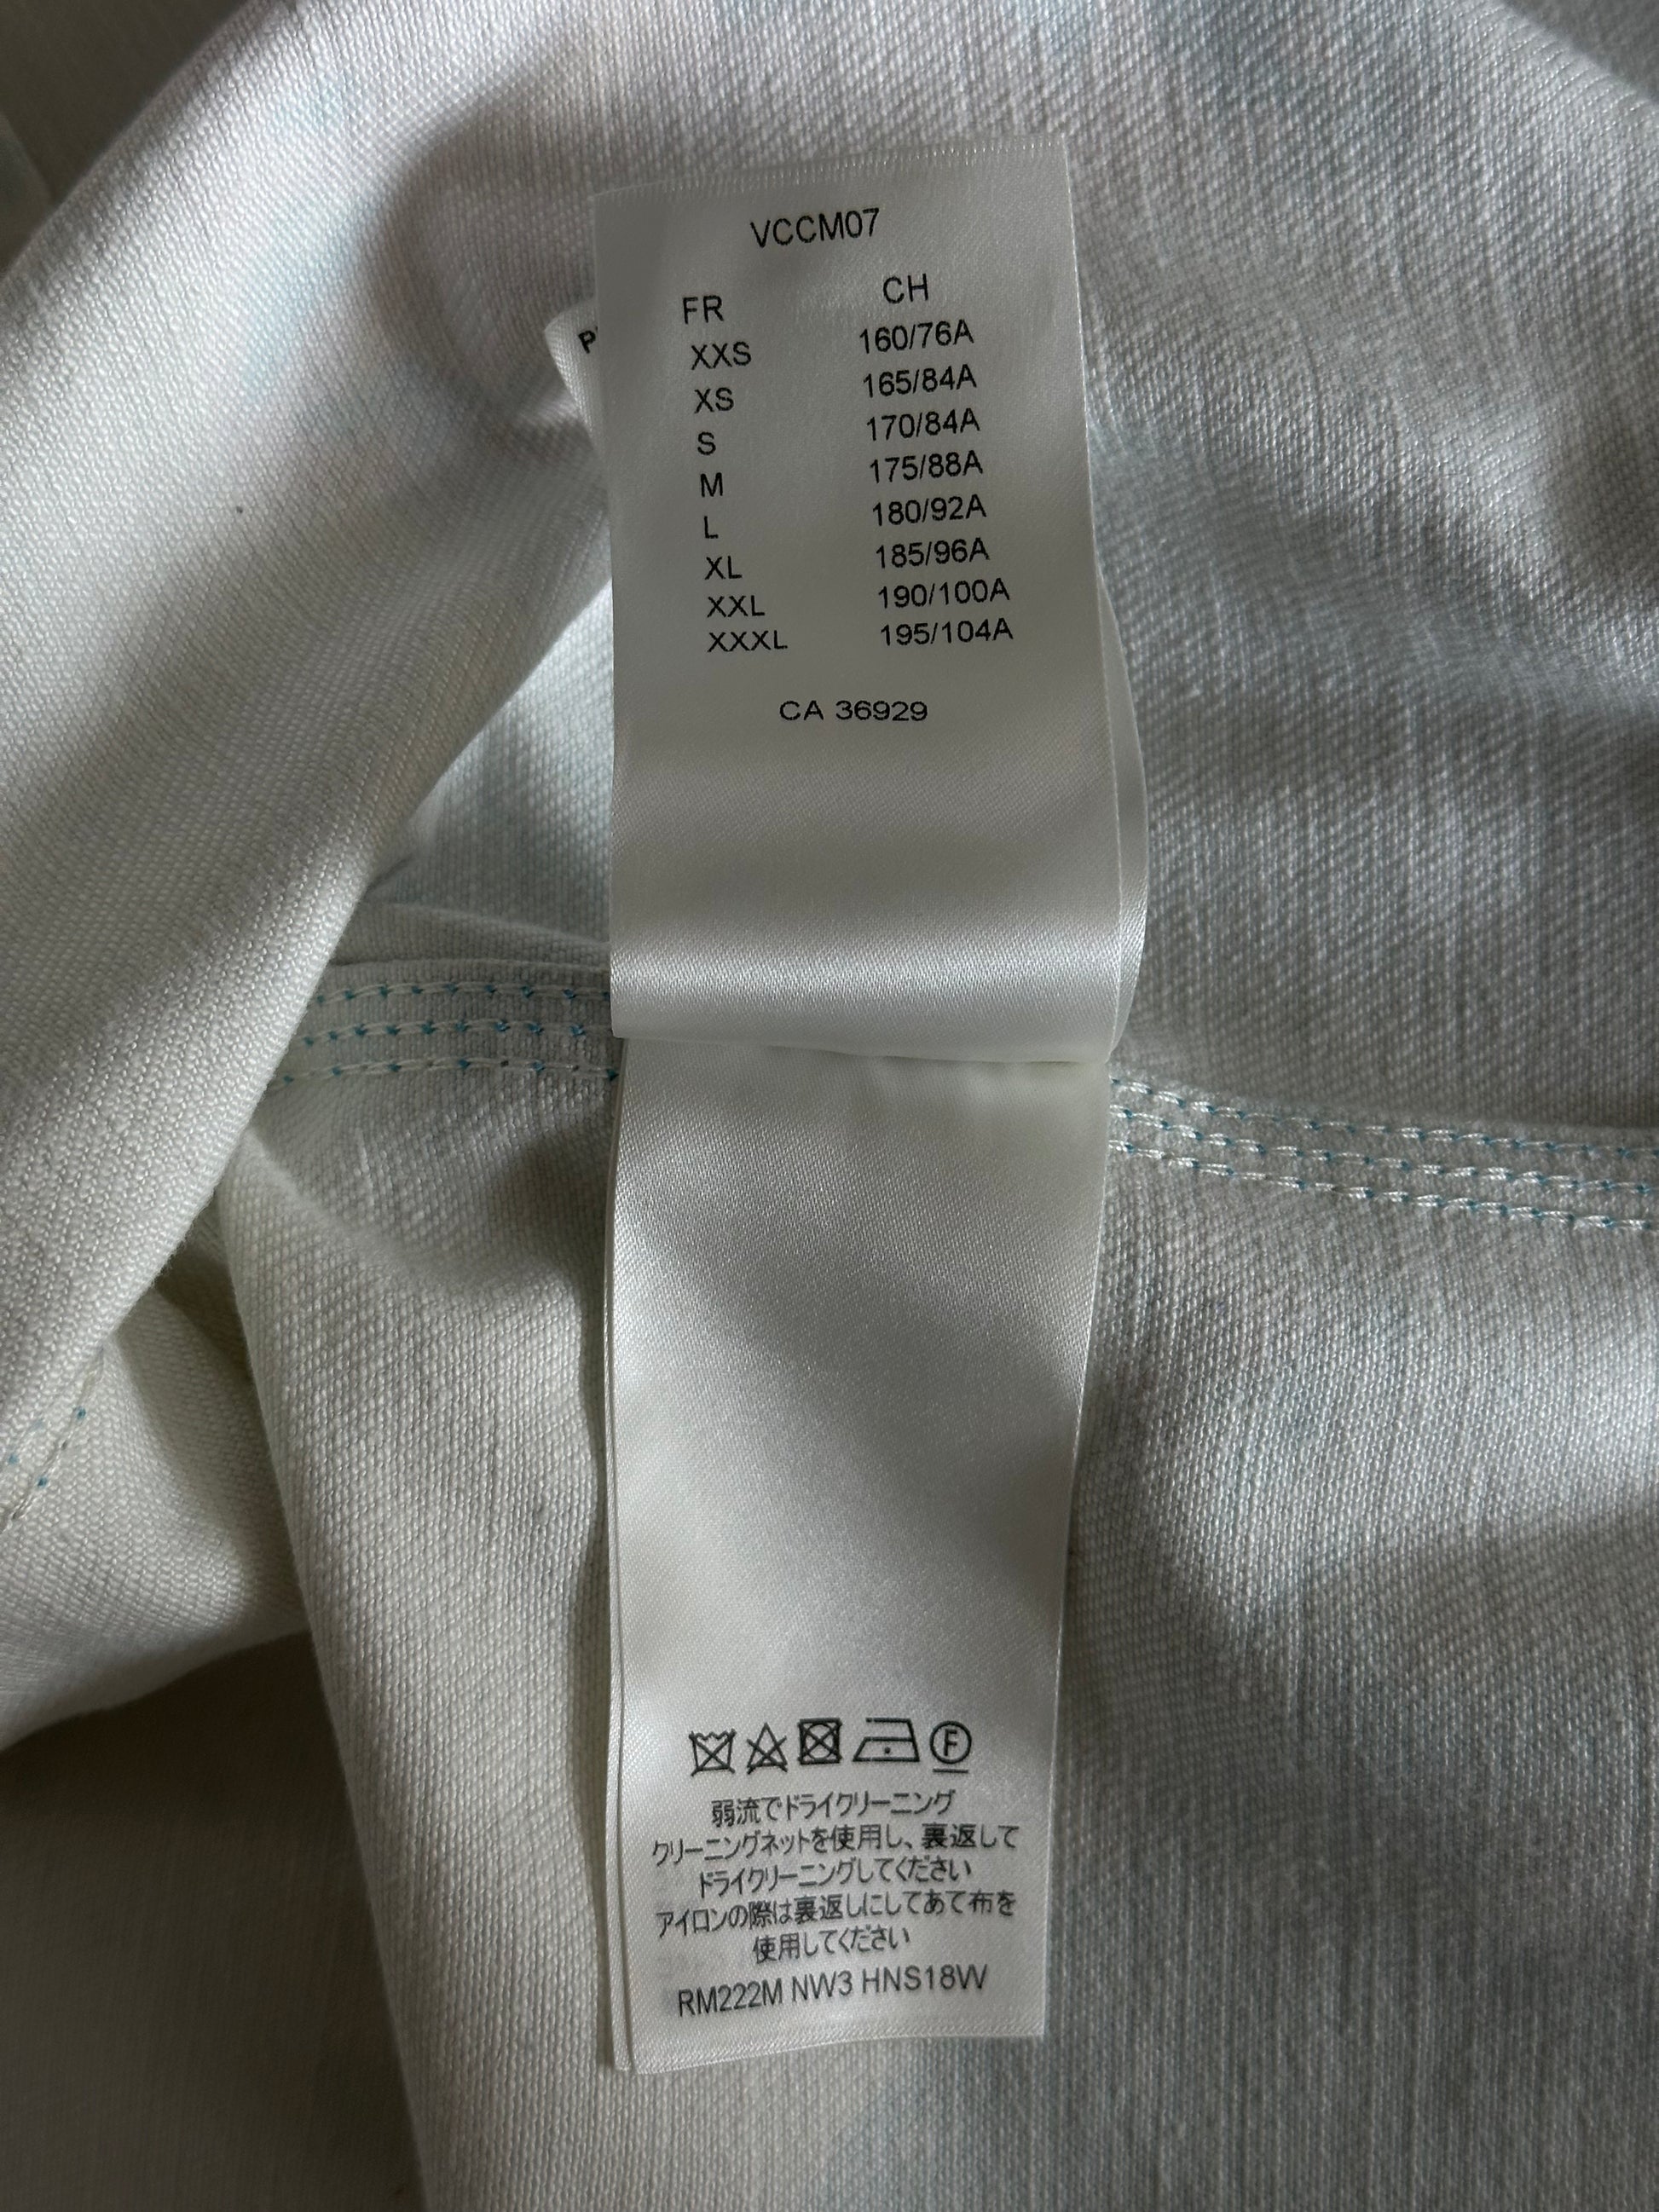 VCCM07
FR CH
XXS 160/76A
XS 165/84A
S 170/84A
M 175/88A
L 180/92A
XL 185/96A
XXL 190/100A
XXXL 195/104A
CA 36929
F
弱流でドライクリーニング
クリーニングネットを使用し、裏返して
ドライクリーニングしてください
アイロンの際は裏返しにしてあて布を
使用してください
RM222M NW3 HNS18W